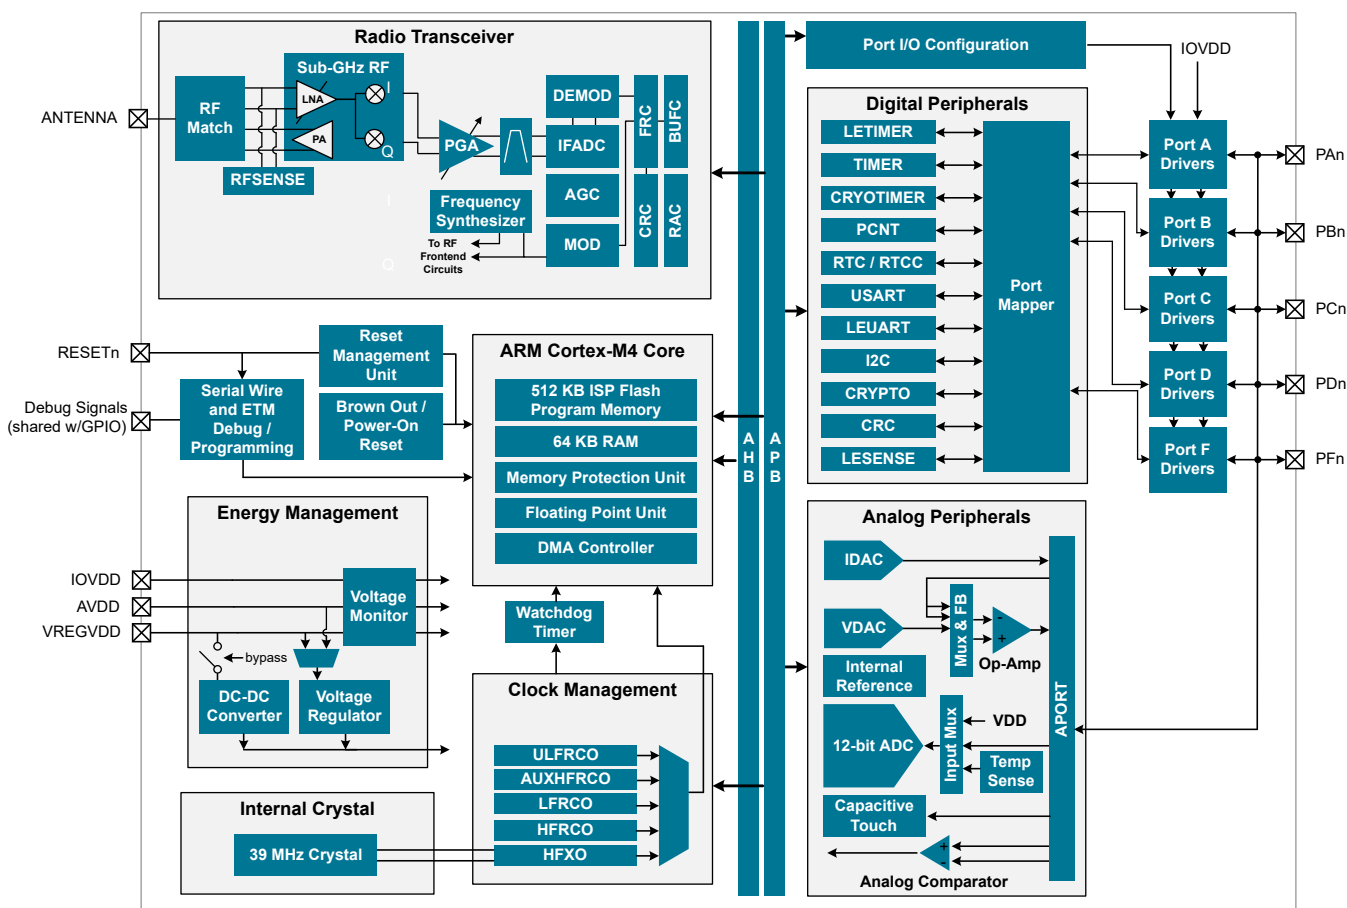 Radio Transceiver
ANTENNA
RF
Match
Sub-GHz RF
LNA
I
PA
Q
RFSENSE
PGA
DEMOD
IFADC
AGC
MOD
FRC
BUFC
CRC
RAC
Frequency
Synthesizer
To RF
Frontend
Circuits
I
Q
Port I/O Configuration
IOVDD
Digital Peripherals
LETIMER
TIMER
CRYOTIMER
PCNT
RTC / RTCC
USART
LEUART
I2C
CRYPTO
CRC
LESENSE
Port
Mapper
Port A
Drivers
Port B
Drivers
Port C
Drivers
Port D
Drivers
Port F
Drivers
PAn
PBn
PCn
PDn
PFn
RESETn
Debug Signals
(shared w/GPIO)
Reset
Management
Unit
Serial Wire
and ETM
Debug /
Programming
Brown Out /
Power-On
Reset
ARM Cortex-M4 Core
512 KB ISP Flash
Program Memory
64 KB RAM
Memory Protection Unit
Floating Point Unit
DMA Controller
AHB
APB
Energy Management
IOVDD
AVDD
VREGVDD
Voltage
Monitor
bypass
DC-DC
Converter
Voltage
Regulator
Watchdog
Timer
Clock Management
ULFRCO
AUXHFRCO
LFRCO
HFRCO
HFXO
Internal Crystal
39 MHz Crystal
Analog Peripherals
IDAC
VDAC
Mux & FB
-
+
Op-Amp
Internal
Reference
12-bit ADC
Input Mux
VDD
Temp
Sense
Capacitive
Touch
+
-
Analog Comparator
APORT